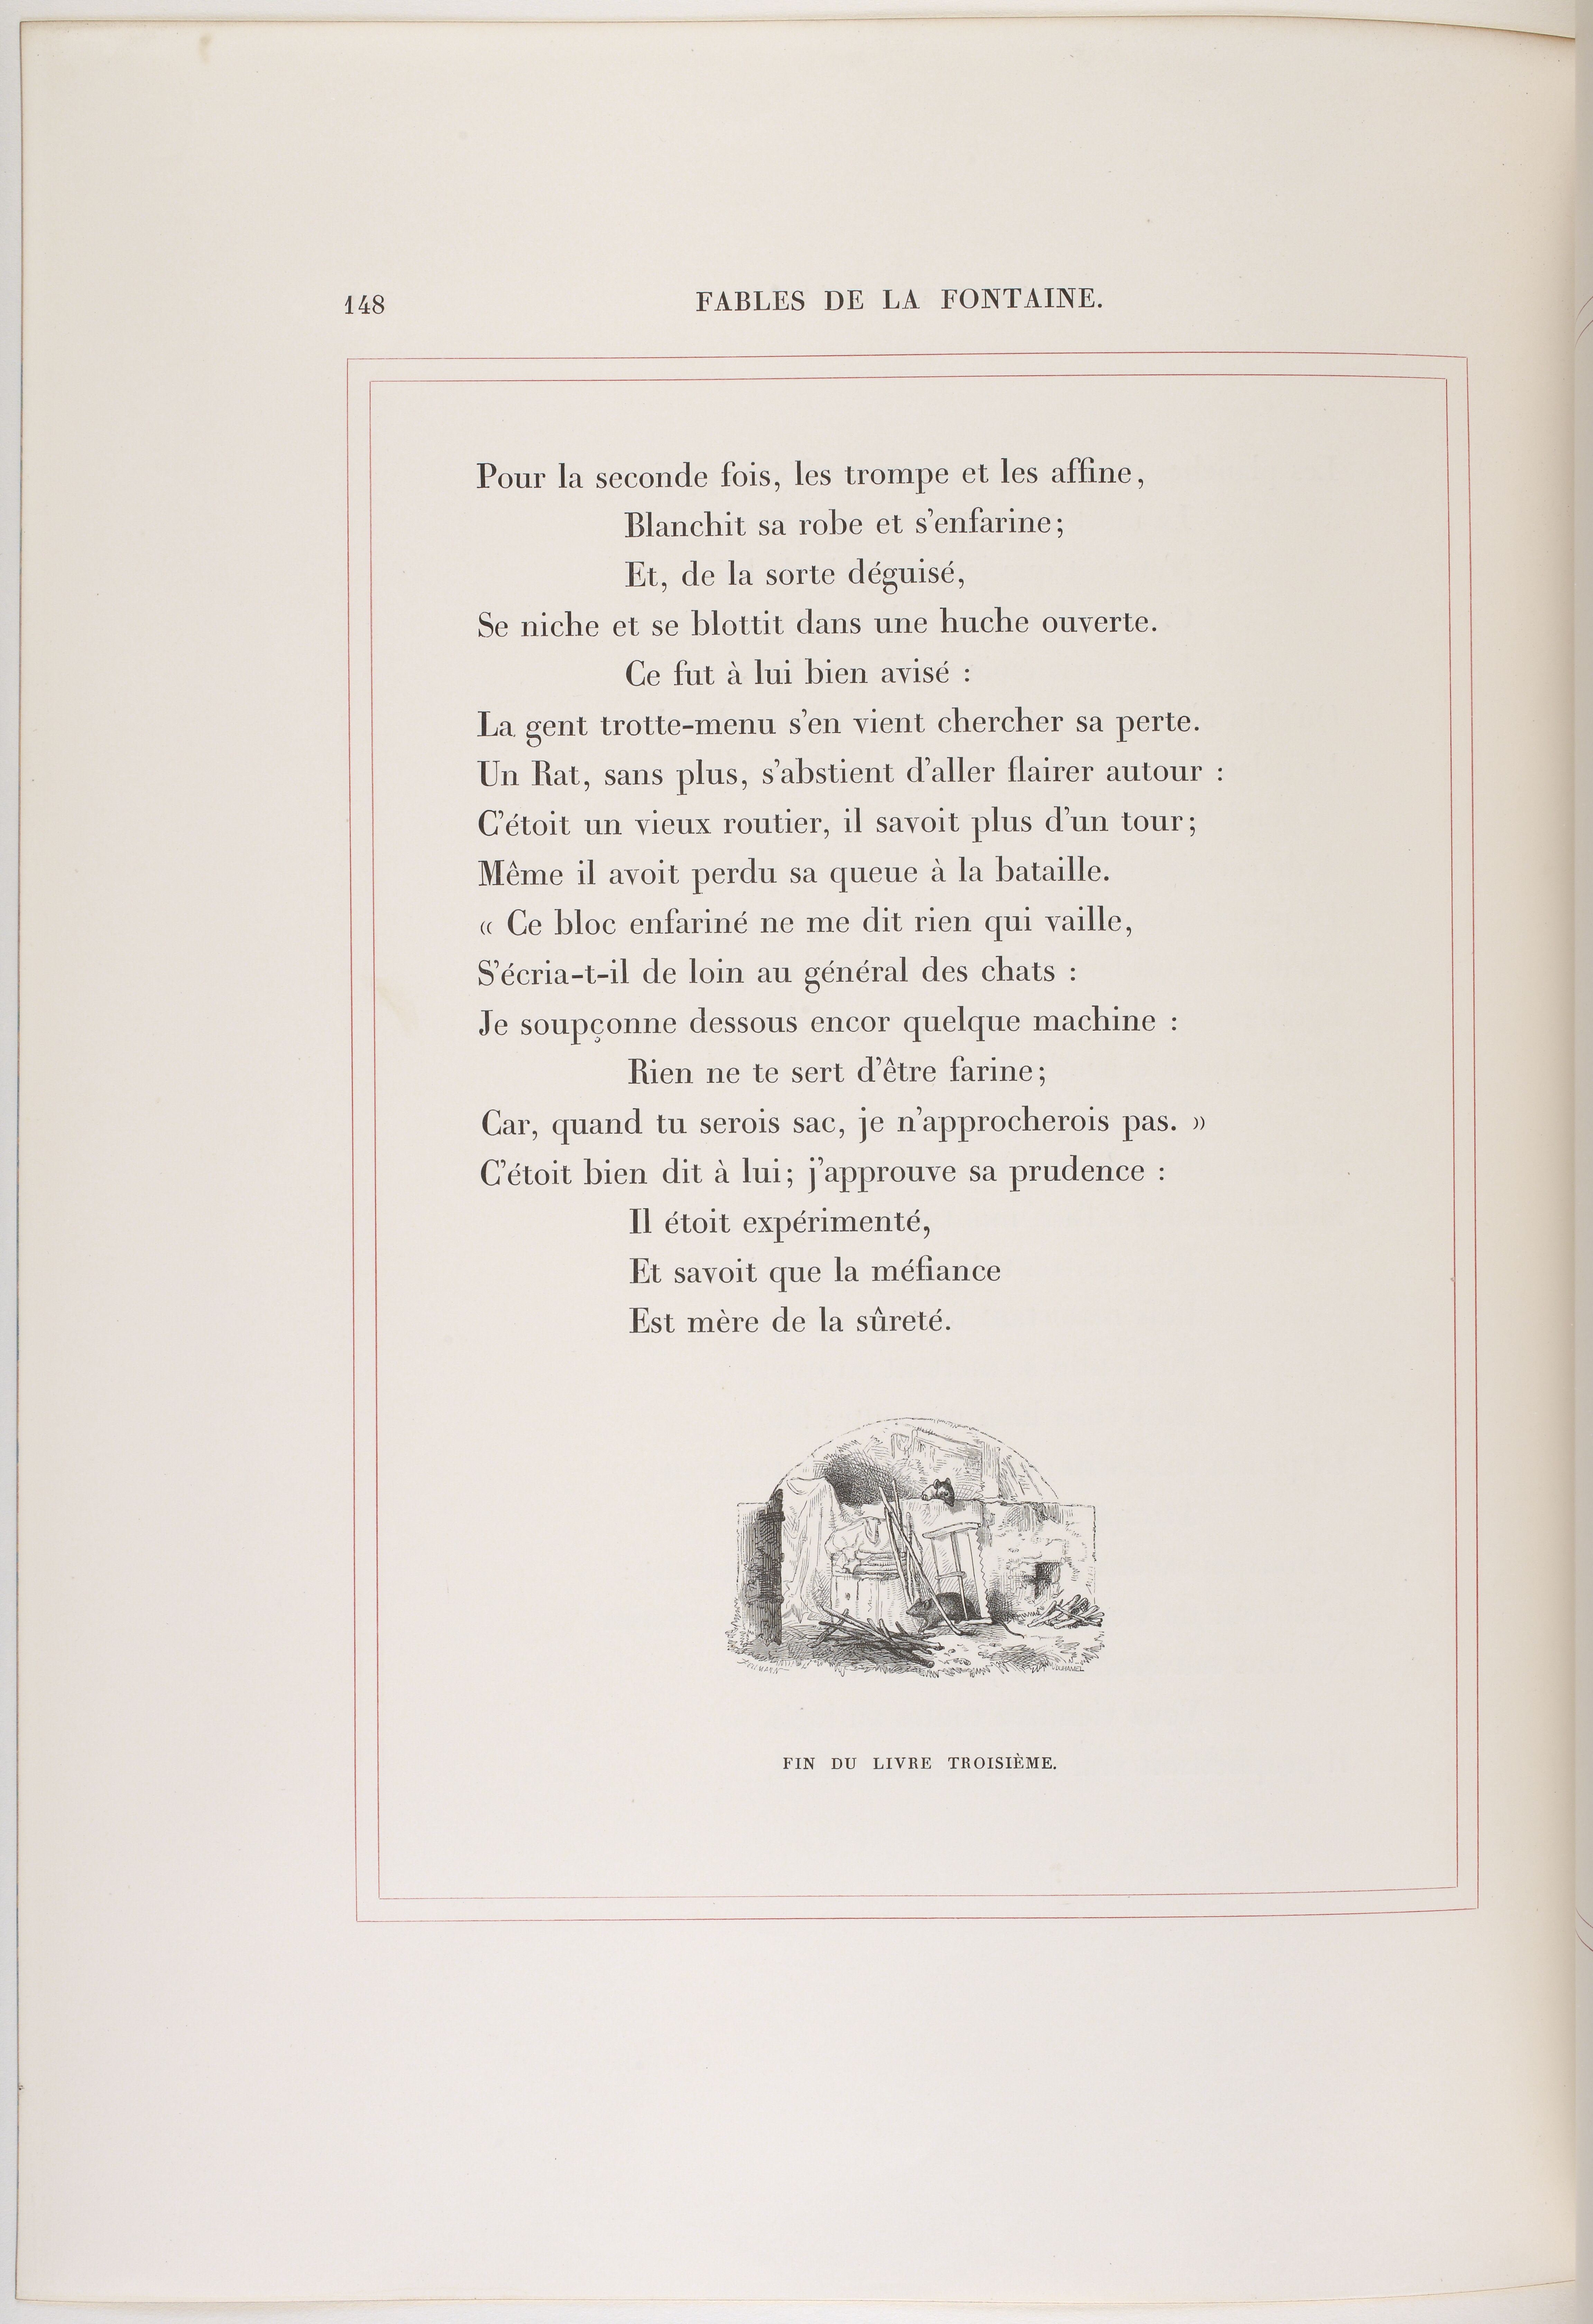 148
FABLES DE LA FONTAINE.
Pour la seconde fois, les trompe et les affine,
Blanchit sa robe et s'enfarine;
Et, de la sorte déguisé,
Se niche et se blottit dans une huche ouverte.
Ce fut à lui bien avisé :
La gent trotte-menu s'en vient chercher sa perte.
Un Rat, sans plus, s'abstient d'aller flairer autour :
C'étoit un vieux routier, il savoit plus d'un tour;
Même il avoit perdu sa queue à la bataille.
« Ce bloc enfariné ne me dit rien qui vaille,
S'écria-t-il de loin au général des chats :
Je soupçonne dessous encor quelque machine :
Rien ne te sert d'être farine;
Car, quand tu serois sac, je n'approcherois pas. »
C'étoit bien dit à lui; j'approuve sa prudence :
Il étoit expérimenté,
Et savoit que la méfiance
Est mère de la sûreté.
FIN DU LIVRE TROISIÈME.